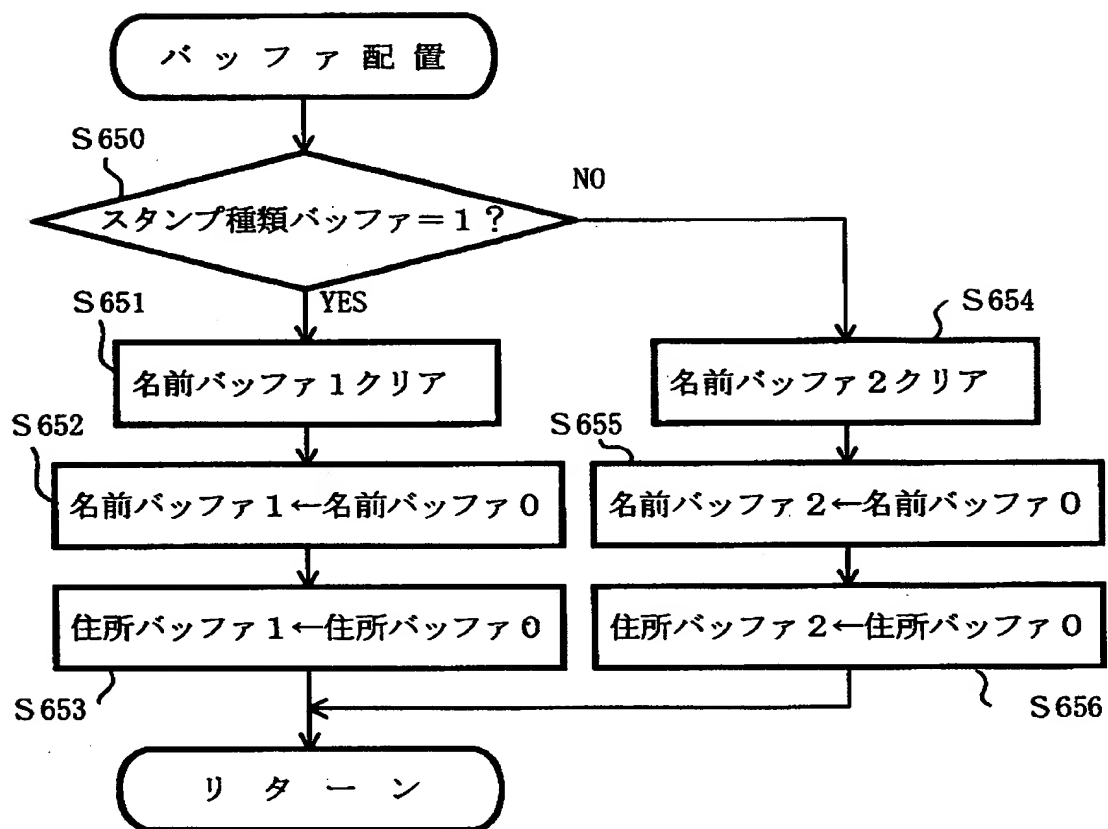 バッファ配置
S650
スタンプ種類バッファ＝１？
NO
YES
S651
名前バッファ１クリア
S652
名前バッファ１←名前バッファ０
住所バッファ１←住所バッファ０
S653
S654
名前バッファ２クリア
S655
名前バッファ２←名前バッファ０
住所バッファ２←住所バッファ０
S656
リターン